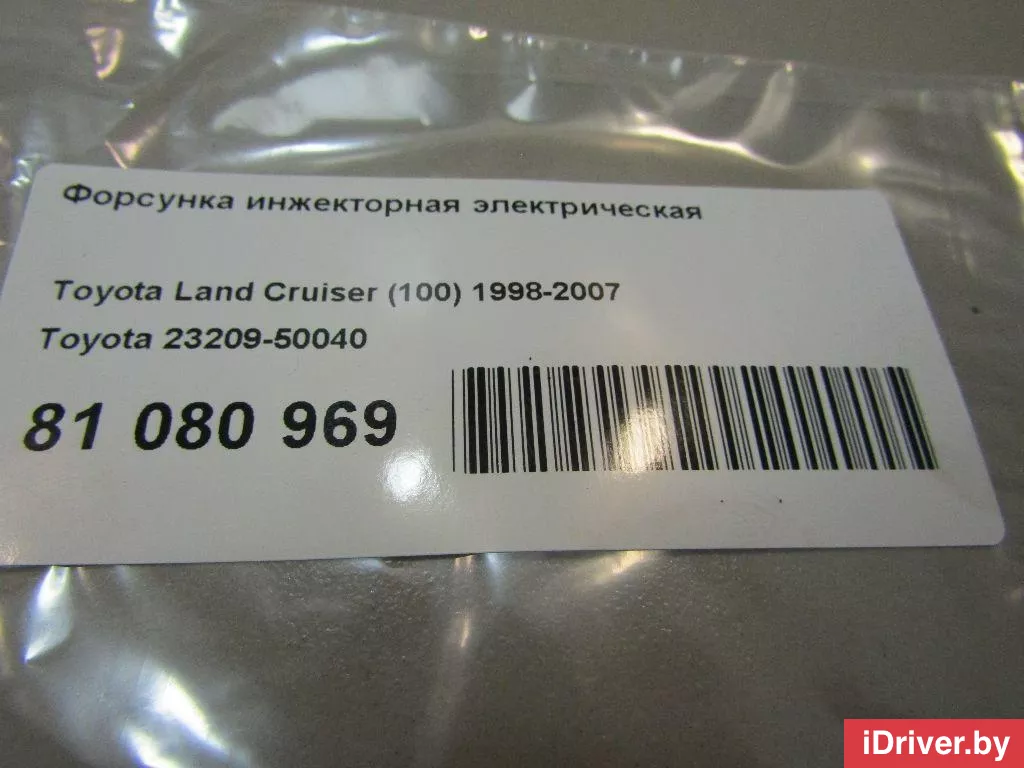 Форсунка инжекторная электрическая
Toyota Land Cruiser (100) 1998-2007
Toyota 23209-50040
81 080 969
iDriver.by